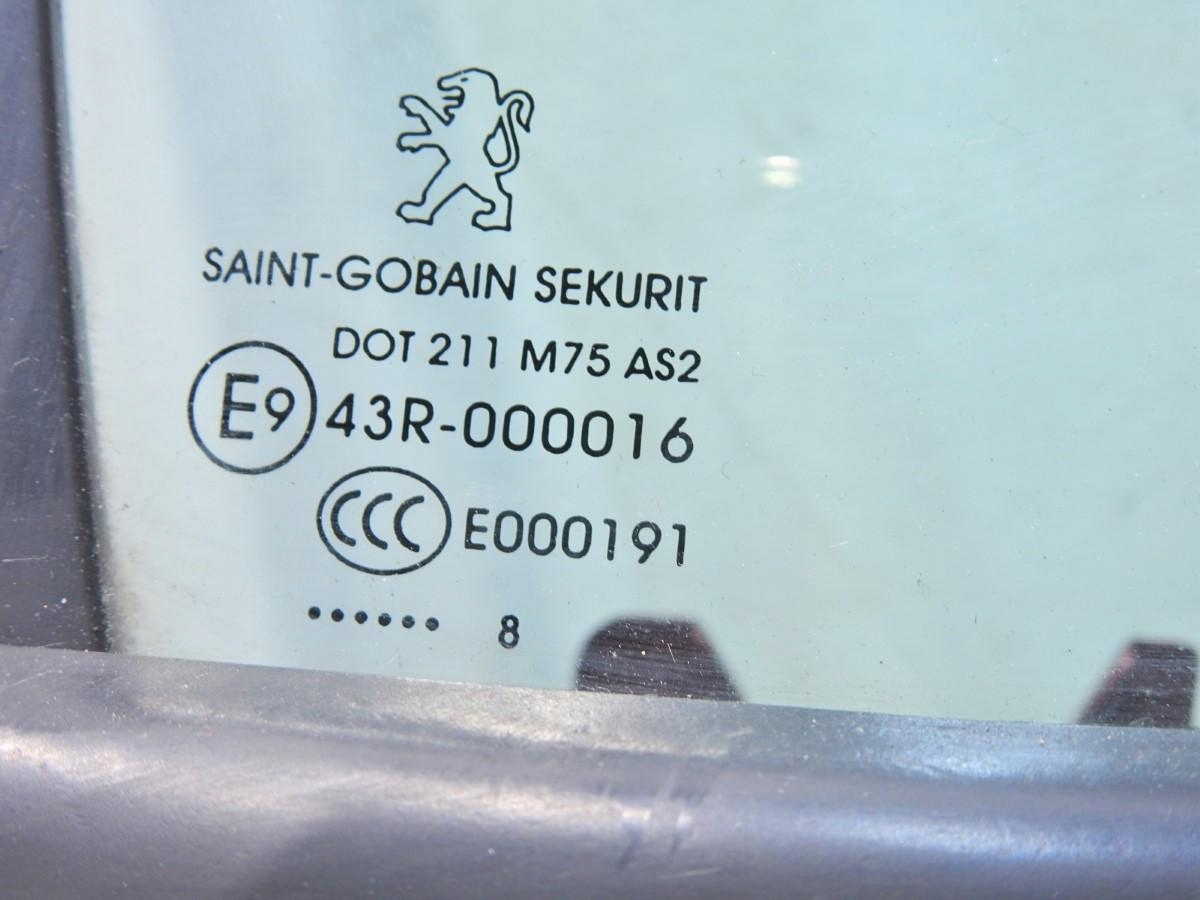 SAINT-GOBAIN SEKURIT
DOT 211 M75 AS2
E9 43R-000016
CCC E000191
...... 8